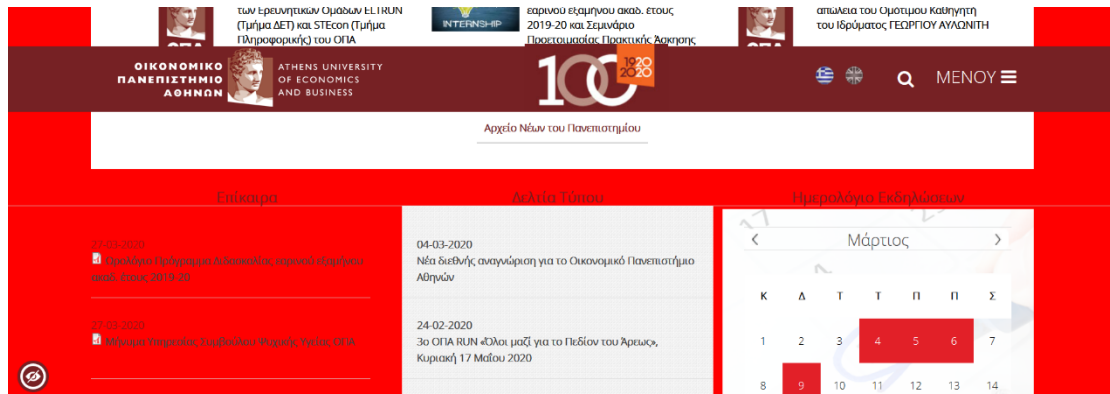 των Ερευνητικών Ομάδων ELTRUN
(Τμήμα ΔΕΤ) και STEcon (Τμήμα
Πληροφορικής) του ΟΠΑ
INTERNSHIP
εαρινού εξαμήνου ακαδ. έτους
2019-20 και Σεμινάριο
Προετοιμασίας Πρακτικής Άσκησης
απώλεια του Ομότιμου Καθηγητή
του Ιδρύματος ΓΕΩΡΓΙΟΥ ΑΥΛΩΝΙΤΗ
ΟΙΚΟΝΟΜΙΚΟ
ΠΑΝΕΠΙΣΤΗΜΙΟ
ΑΘΗΝΩΝ
ATHENS UNIVERSITY
OF ECONOMICS
AND BUSINESS
100
1920
2020
ΜΕΝΟΥ
Αρχείο Νέων του Πανεπιστημίου
Επίκαιρα
27-03-2020
Ωρολόγιο Πρόγραμμα Διδασκαλίας εαρινού εξαμήνου
ακαδ. έτους 2019-20
27-03-2020
Μήνυμα Υπηρεσίας Συμβούλου Ψυχικής Υγείας ΟΠΑ
Δελτία Τύπου
04-03-2020
Νέα διεθνής αναγνώριση για το Οικονομικό Πανεπιστήμιο
Αθηνών
24-02-2020
3ο ΟΠΑ RUN «Όλοι μαζί για το Πεδίον του Άρεως»,
Κυριακή 17 Μαΐου 2020
Ημερολόγιο Εκδηλώσεων
Μάρτιος
Κ Δ Τ Τ Π Π Σ
1 2 3 4 5 6 7
8 9 10 11 12 13 14